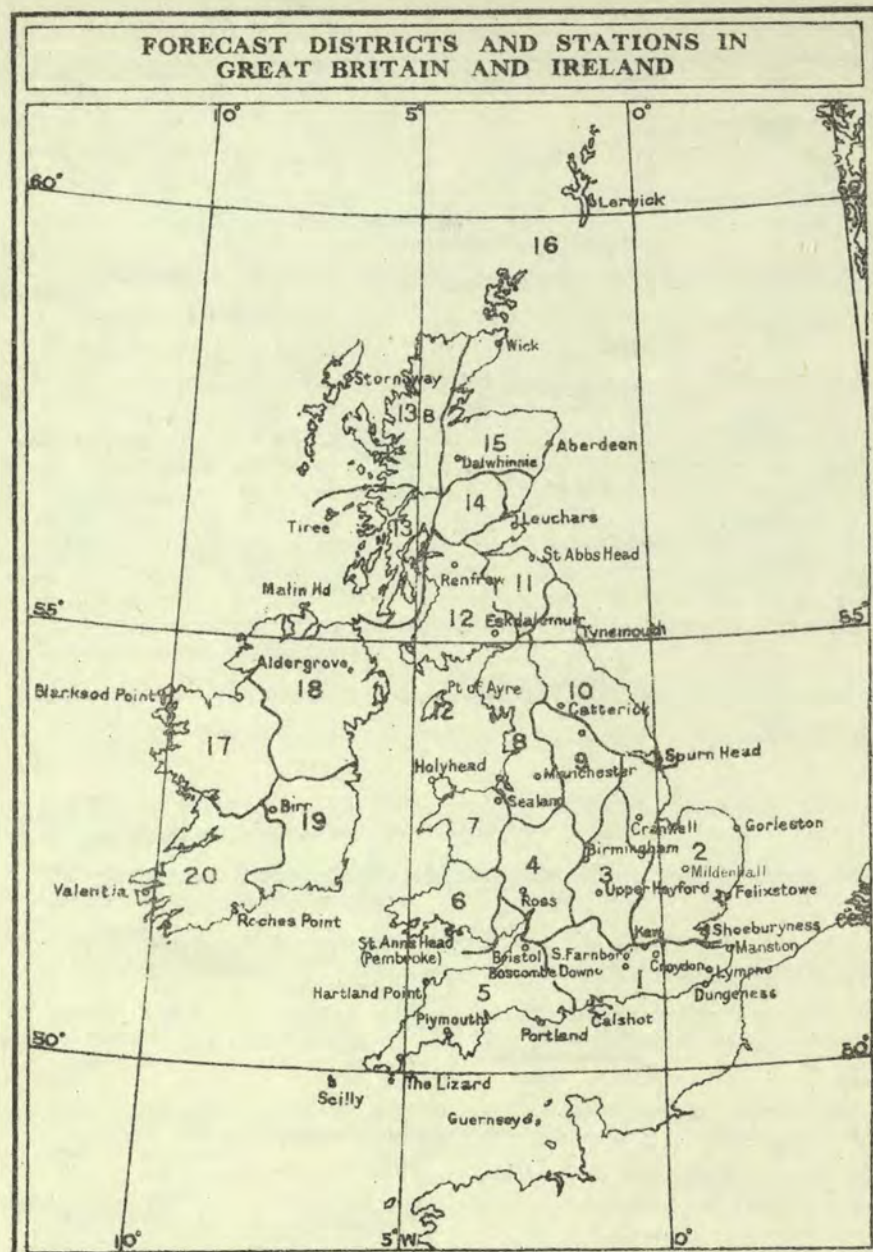 FORECAST DISTRICTS AND STATIONS IN
GREAT BRITAIN AND IRELAND
10° 5° 0°
60°
Lerwick
16
Wick
Stornoway
13 B
15
Aberdeen
Dalwhinnie
14
Tiree
13 A
Leuchars
St Abbs Head
Renfrew
11
Malin Hd
55°
12
Eskdalemuir
Tynemouth
55°
Aldergrove
Blacksod Point
18
Pt of Ayre
10
12
Catterick
17
8
9
Spurn Head
Holyhead
Manchester
Sealand
Birr
19
7
Cranwell
Gorleston
Birmingham
2
4
3
Mildenhall
20
Ross
Upper Heyford
Felixstowe
Valentia
6
Roches Point
Shoeburyness
St. Anns Head
(Pembroke)
Kew
Manston
Bristol
S. Farnboro
Boscombe Down
Croydon
Lympne
1
Hartland Point
5
Dungeness
Plymouth
Calshot
Portland
50°
50°
The Lizard
Scilly
Guernsey
10° 5° W. 0°